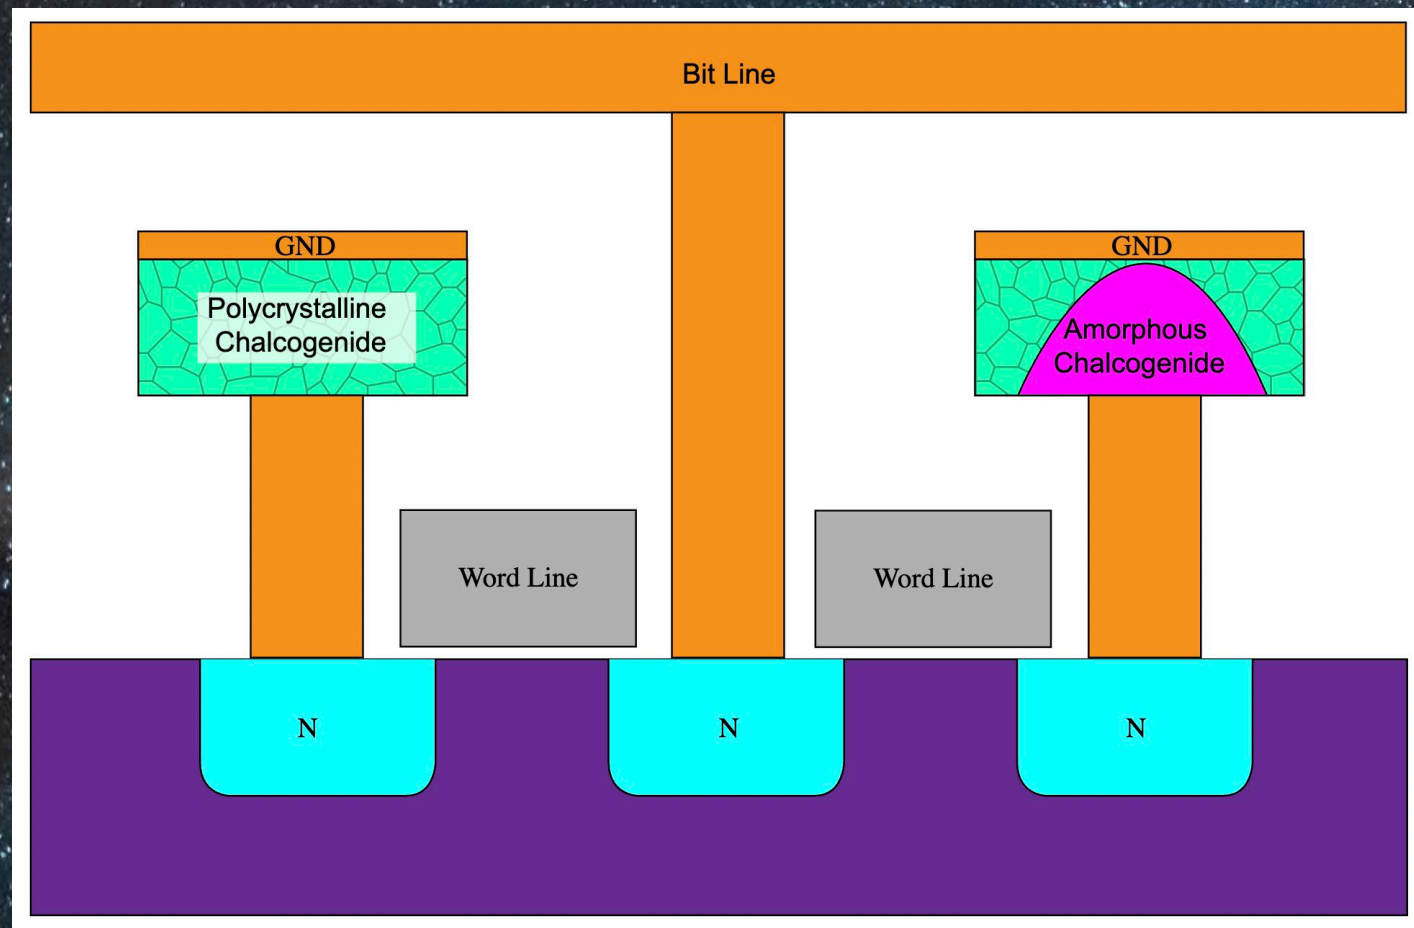 Bit Line
GND
GND
Polycrystalline
Chalcogenide
Amorphous
Chalcogenide
Word Line
Word Line
N
N
N